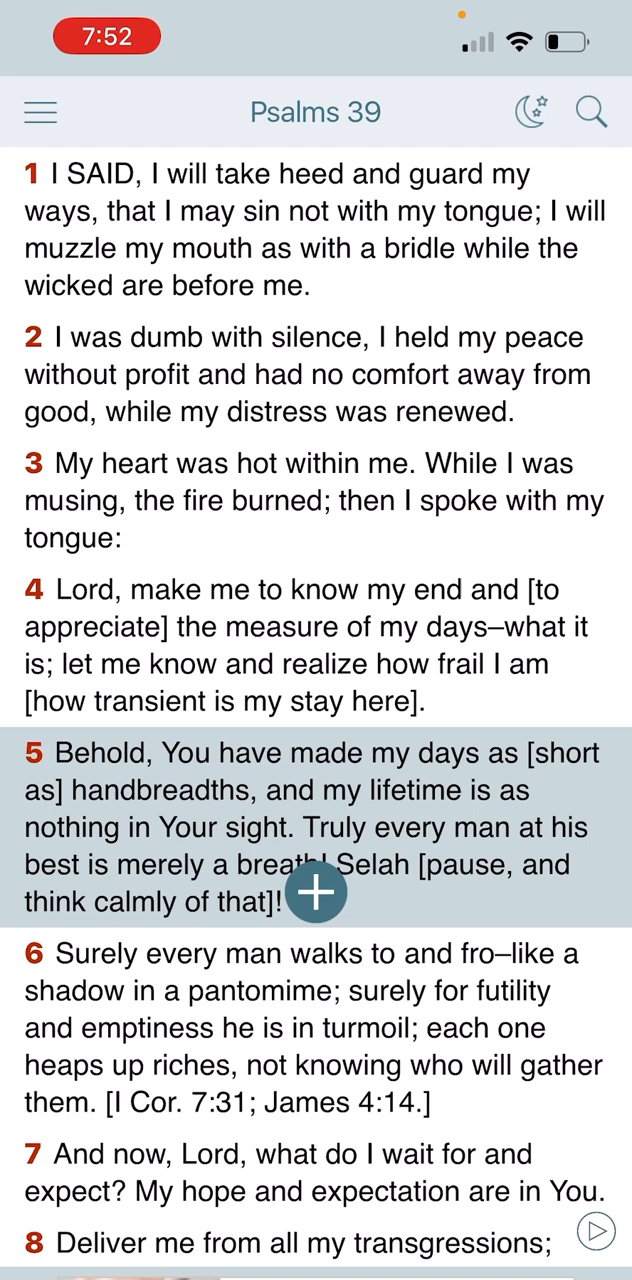 7:52
Psalms 39
1 I SAID, I will take heed and guard my
ways, that I may sin not with my tongue; I will
muzzle my mouth as with a bridle while the
wicked are before me.
2 I was dumb with silence, I held my peace
without profit and had no comfort away from
good, while my distress was renewed.
3 My heart was hot within me. While I was
musing, the fire burned; then I spoke with my
tongue:
4 Lord, make me to know my end and [to
appreciate] the measure of my days—what it
is; let me know and realize how frail I am
[how transient is my stay here].
5 Behold, You have made my days as [short
as] handbreadths, and my lifetime is as
nothing in Your sight. Truly every man at his
best is merely a breath! Selah [pause, and
think calmly of that]!
6 Surely every man walks to and fro—like a
shadow in a pantomime; surely for futility
and emptiness he is in turmoil; each one
heaps up riches, not knowing who will gather
them. [I Cor. 7:31; James 4:14.]
7 And now, Lord, what do I wait for and
expect? My hope and expectation are in You.
8 Deliver me from all my transgressions;